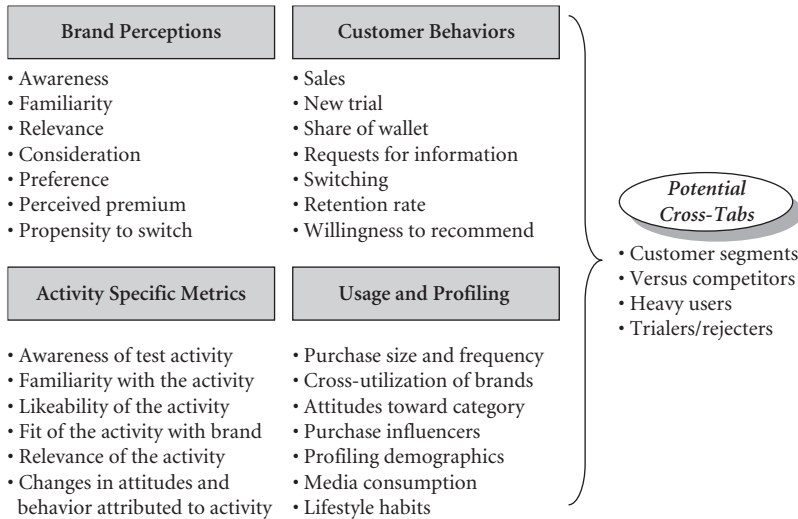 Brand Perceptions
• Awareness
• Familiarity
• Relevance
• Consideration
• Preference
• Perceived premium
• Propensity to switch
Customer Behaviors
• Sales
• New trial
• Share of wallet
• Requests for information
• Switching
• Retention rate
• Willingness to recommend
Activity Specific Metrics
• Awareness of test activity
• Familiarity with the activity
• Likeability of the activity
• Fit of the activity with brand
• Relevance of the activity
• Changes in attitudes and
behavior attributed to activity
Usage and Profiling
• Purchase size and frequency
• Cross-utilization of brands
• Attitudes toward category
• Purchase influencers
• Profiling demographics
• Media consumption
• Lifestyle habits
Potential
Cross-Tabs
• Customer segments
• Versus competitors
• Heavy users
• Trialers/rejecters